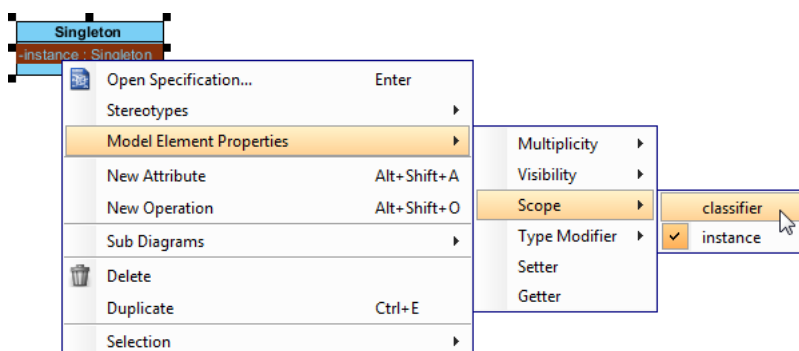 Singleton
-instance : Singleton
Open Specification... Enter
Stereotypes
Model Element Properties
Multiplicity
New Attribute Alt+Shift+A
Visibility
New Operation Alt+Shift+O
Scope
classifier
Sub Diagrams
Type Modifier
instance
Delete
Setter
Duplicate Ctrl+E
Getter
Selection